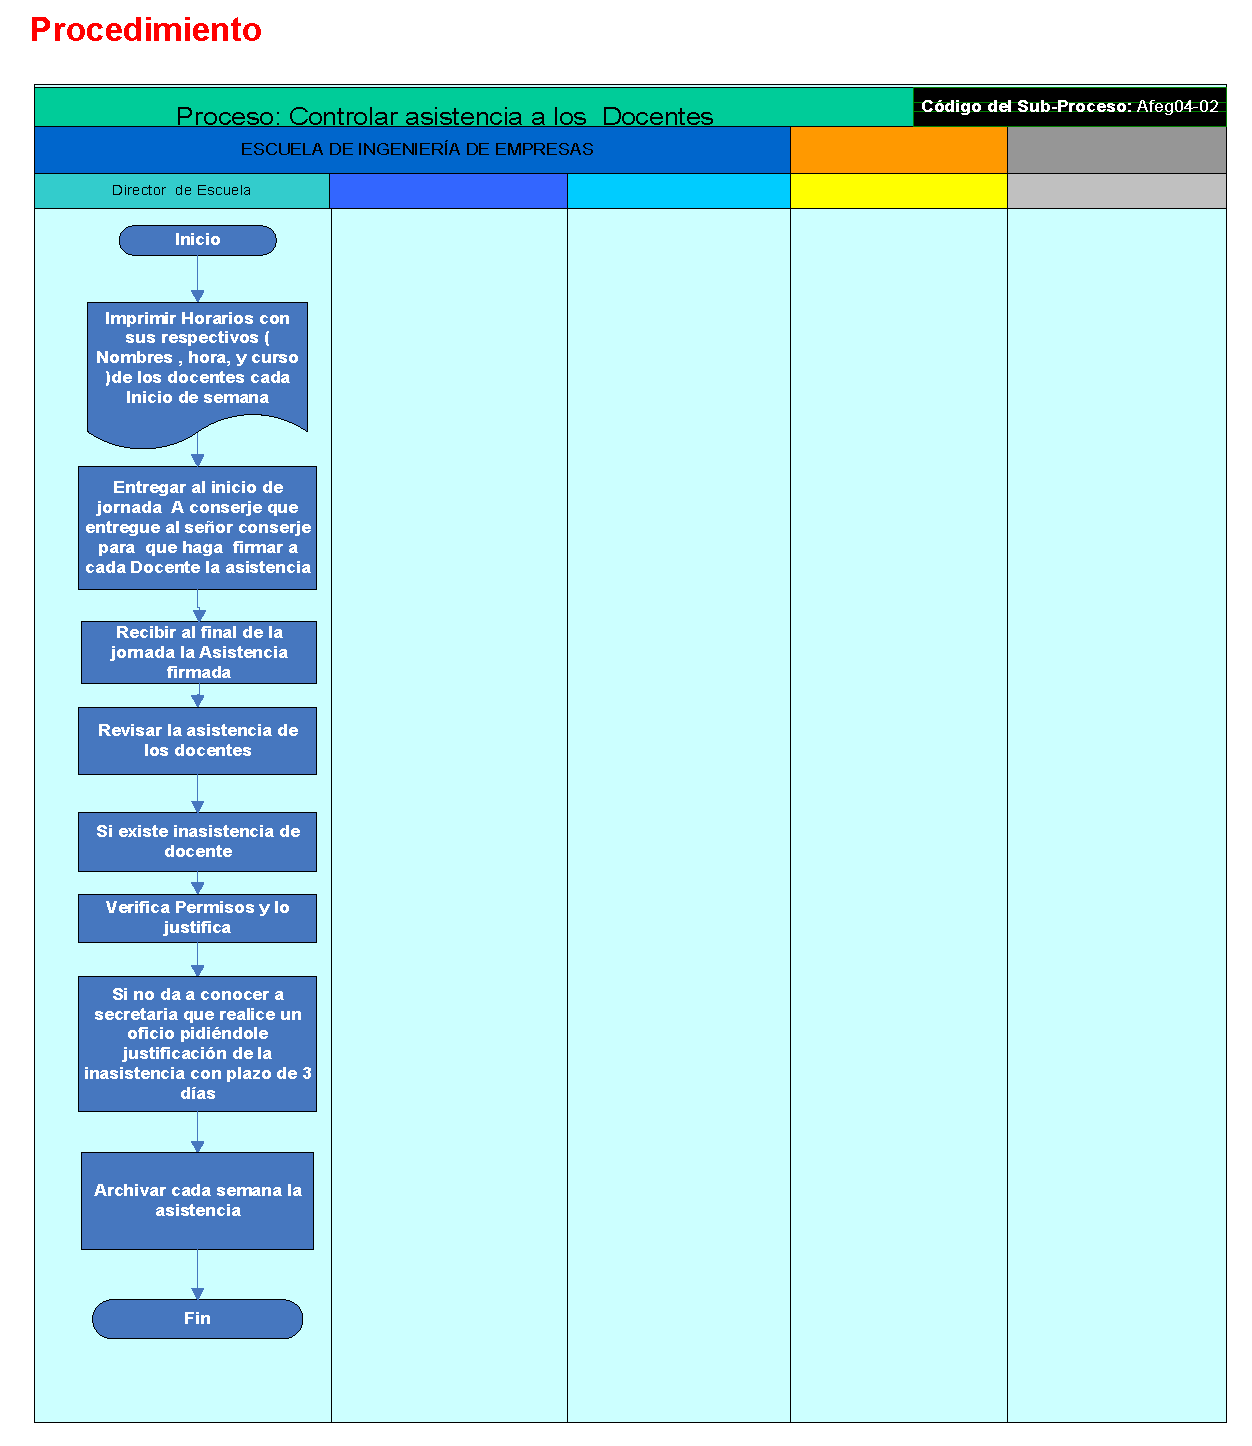 Procedimiento
Proceso: Controlar asistencia a los  Docentes
Código del Sub-Proceso: Afeg04-02
ESCUELA DE INGENIERÍA DE EMPRESAS
Director  de Escuela
Inicio
Imprimir Horarios con
sus respectivos (
Nombres , hora, y curso
)de los docentes cada
Inicio de semana
Entregar al inicio de
jornada  A conserje que
entregue al señor conserje
para  que haga  firmar a
cada Docente la asistencia
Recibir al final de la
jornada la Asistencia
firmada
Revisar la asistencia de
los docentes
Si existe inasistencia de
docente
Verifica Permisos y lo
justifica
Si no da a conocer a
secretaria que realice un
oficio pidiéndole
justificación de la
inasistencia con plazo de 3
días
Archivar cada semana la
asistencia
Fin